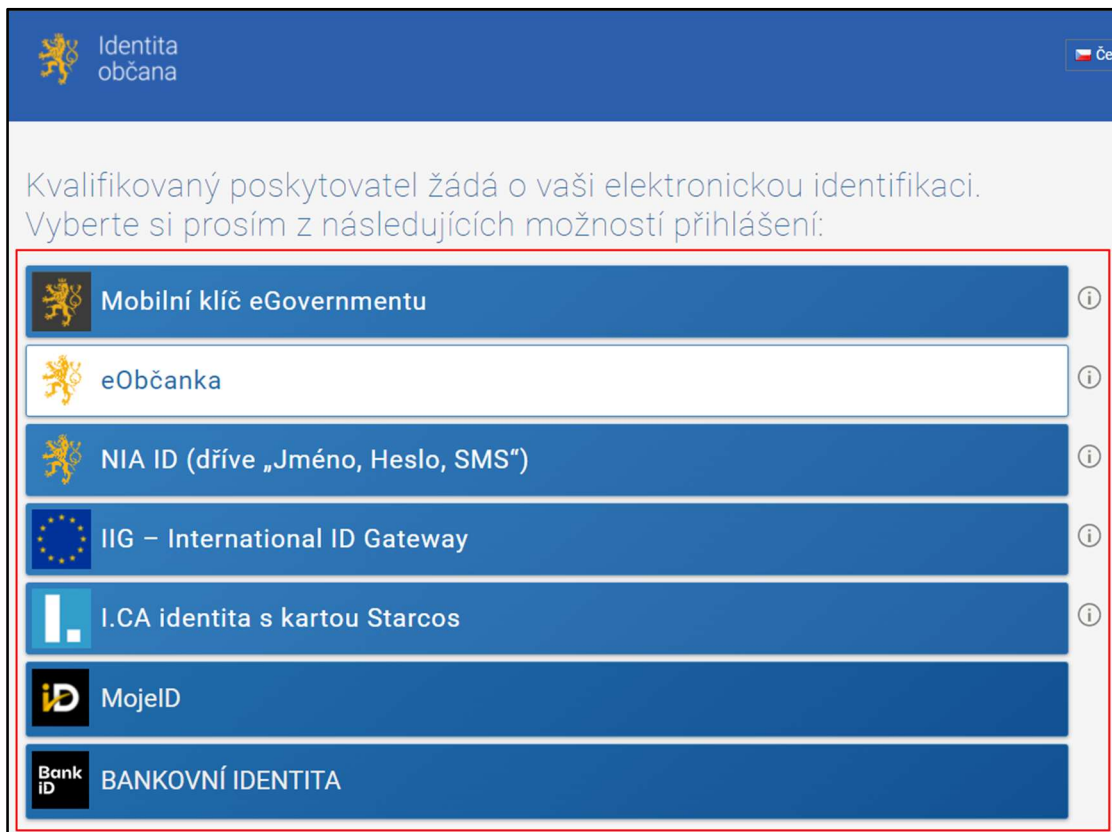 Identita
občana
Če
Kvalifikovaný poskytovatel žádá o vaši elektronickou identifikaci.
Vyberte si prosím z následujících možností přihlášení:
Mobilní klíč eGovernmentu
eObčanka
NIA ID (dříve „Jméno, Heslo, SMS“)
IIG – International ID Gateway
I.CA identita s kartou Starcos
iD MojeID
Bank
iD
BANKOVNÍ IDENTITA